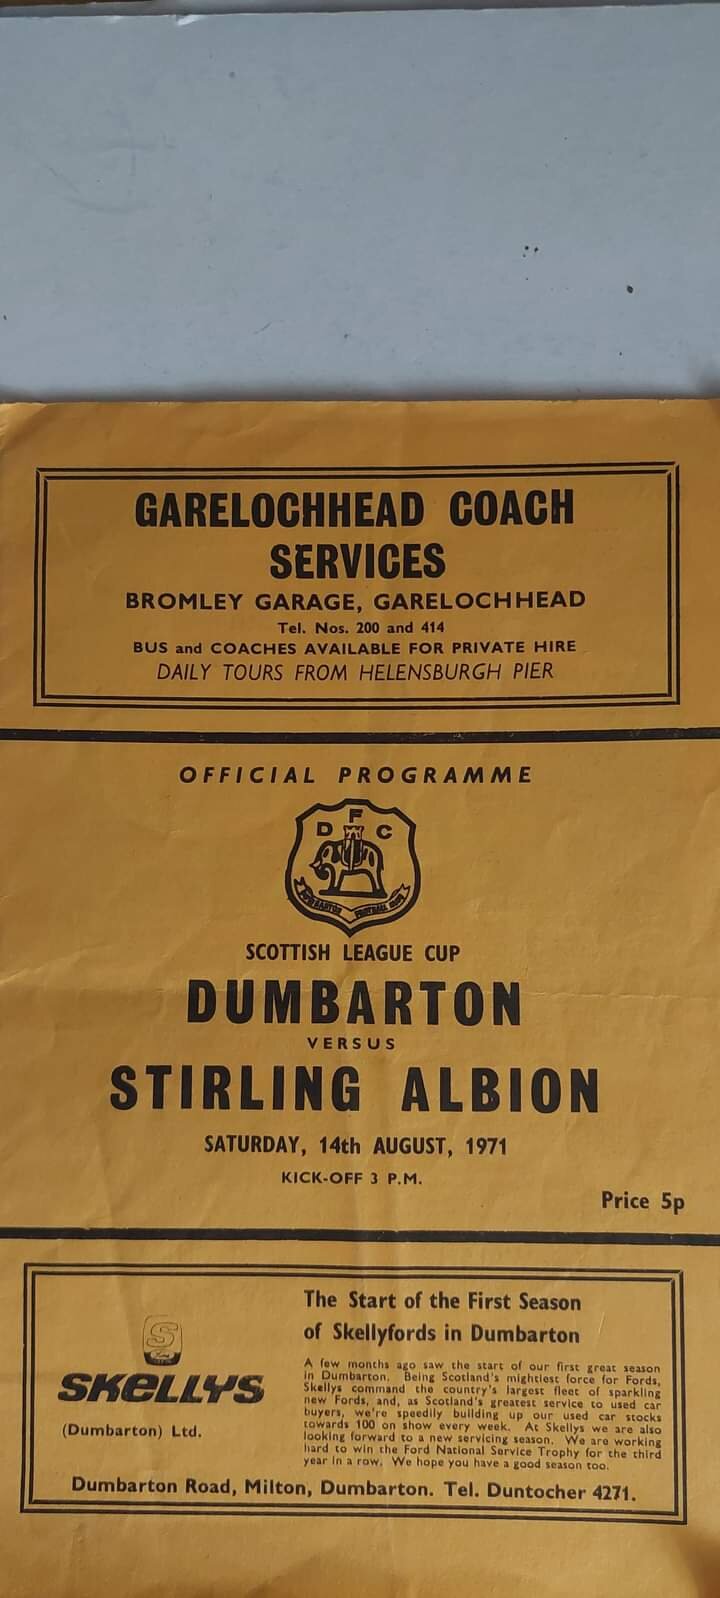 GARELOCHHEAD COACH
SERVICES
BROMLEY GARAGE, GARELOCHHEAD
Tel. Nos. 200 and 414
BUS and COACHES AVAILABLE FOR PRIVATE HIRE
DAILY TOURS FROM HELENSBURGH PIER
OFFICIAL PROGRAMME
D F C
DUMBARTON FOOTBALL CLUB
SCOTTISH LEAGUE CUP
DUMBARTON
VERSUS
STIRLING ALBION
SATURDAY, 14th AUGUST, 1971
KICK-OFF 3 P.M.
Price 5p
The Start of the First Season
of Skellyfords in Dumbarton
S
SKELLYS
(Dumbarton) Ltd.
A few months ago saw the start of our first great season
in Dumbarton. Being Scotland's mightiest force for Fords,
Skellys command the country's largest fleet of sparkling
new Fords, and, as Scotland's greatest service to used car
buyers, we're speedily building up our used car stocks
towards 100 on show every week. At Skellys we are also
looking forward to a new servicing season. We are working
hard to win the Ford National Service Trophy for the third
year in a row. We hope you have a good season too.
Dumbarton Road, Milton, Dumbarton. Tel. Duntocher 4271.